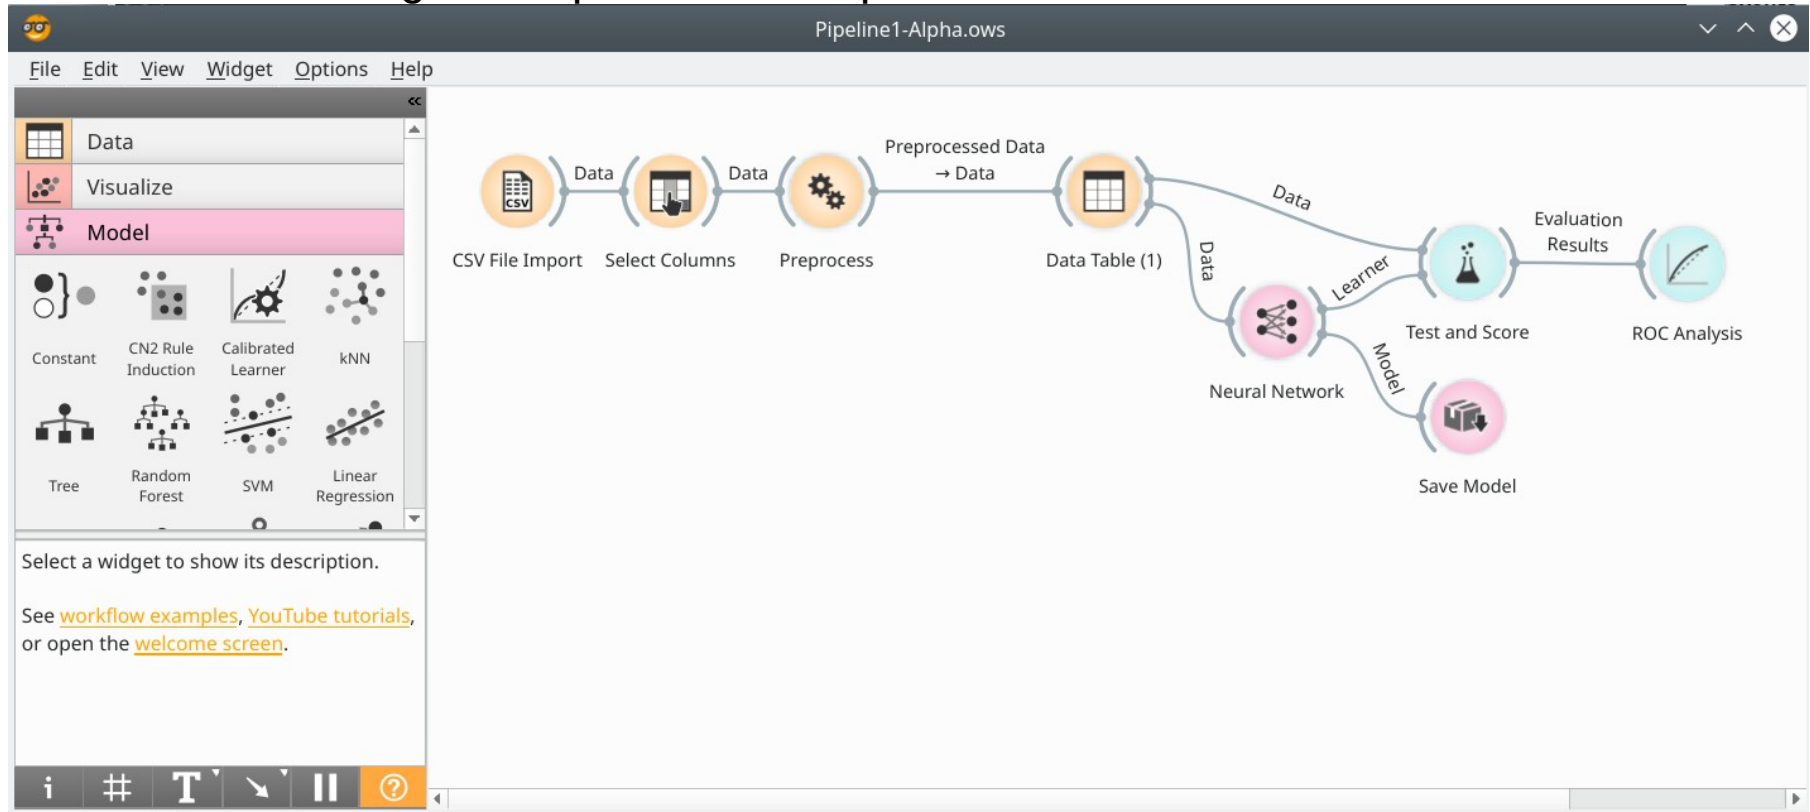 Pipeline1-Alpha.ows
File Edit View Widget Options Help
Data
Visualize
Model
Constant
CN2 Rule
Induction
Calibrated
Learner
kNN
Tree
Random
Forest
SVM
Linear
Regression
Select a widget to show its description.
See workflow examples, YouTube tutorials,
or open the welcome screen.
CSV
CSV File Import
Data
Select Columns
Data
Preprocess
Preprocessed Data
→ Data
Data Table (1)
Data
Data
Neural Network
Learner
Model
Test and Score
Save Model
Evaluation
Results
ROC Analysis